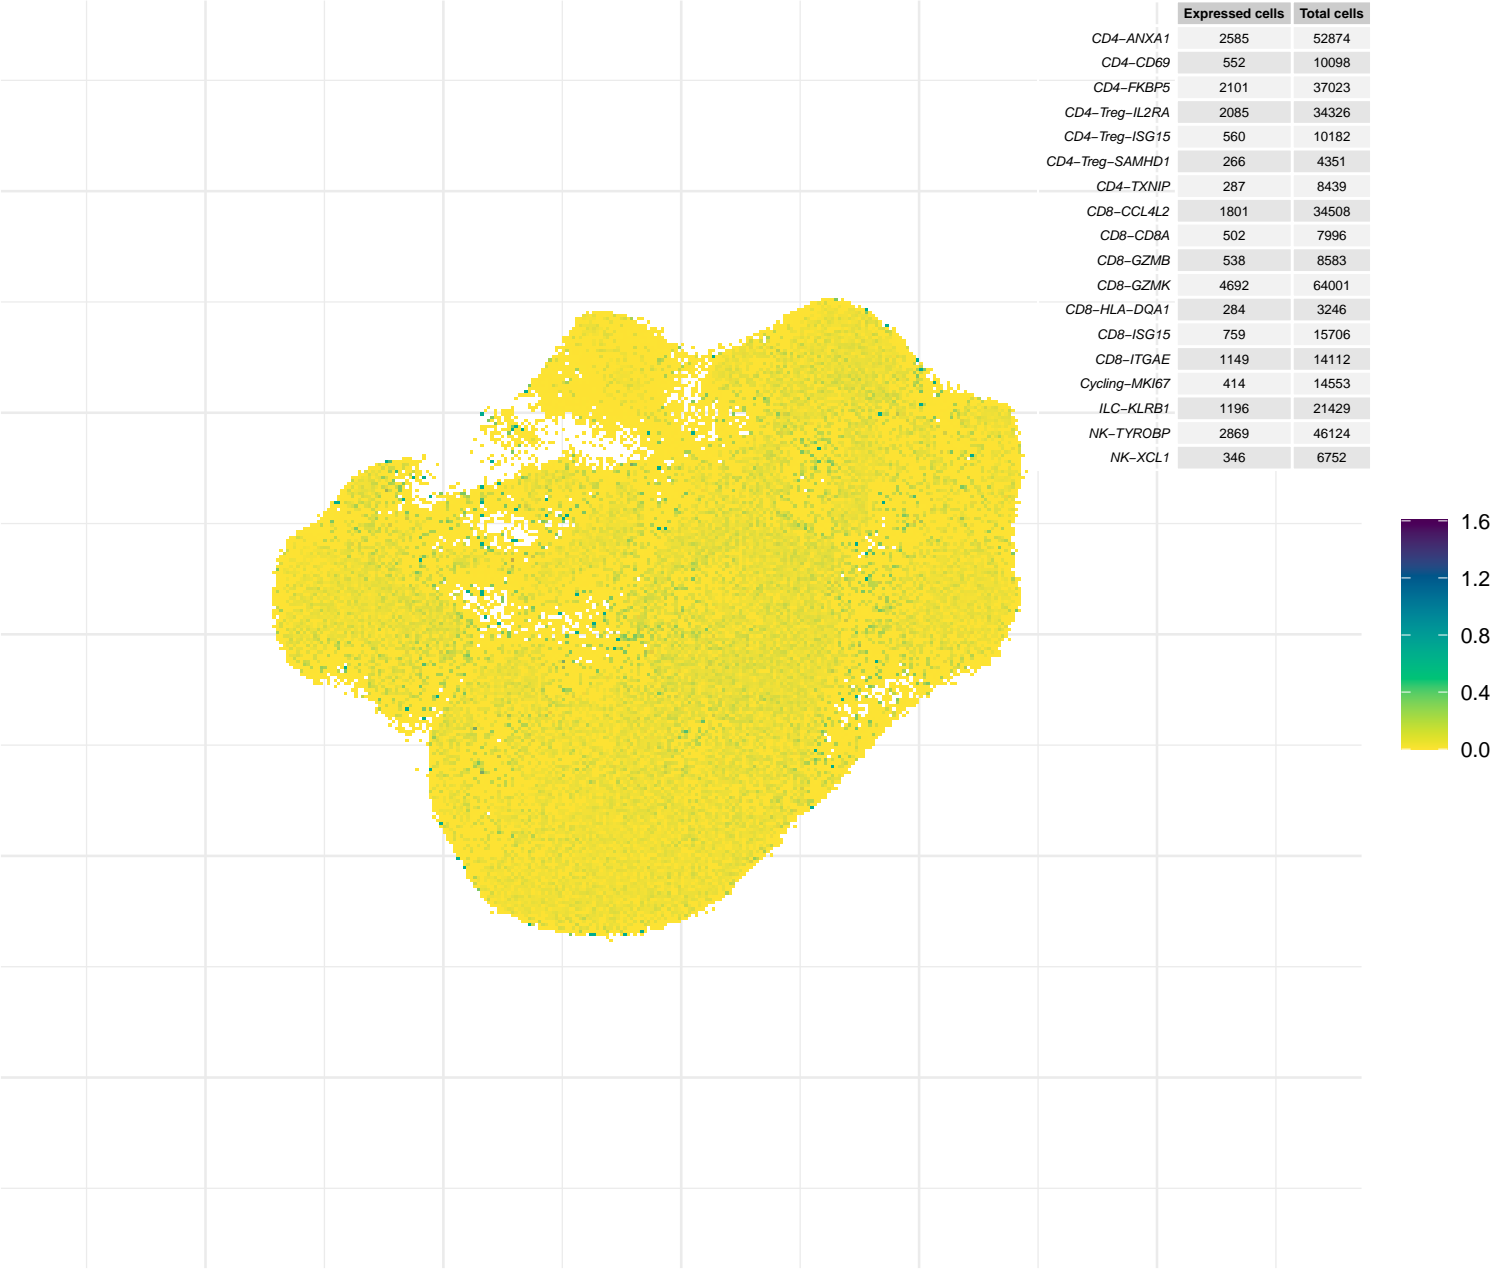 Expressed cells Total cells
CD4−ANXA1 2585 52874
CD4−CD69 552 10098
CD4−FKBP5 2101 37023
CD4−Treg−IL2RA 2085 34326
CD4−Treg−ISG15 560 10182
CD4−Treg−SAMHD1 266 4351
CD4−TXNIP 287 8439
CD8−CCL4L2 1801 34508
CD8−CD8A 502 7996
CD8−GZMB 538 8583
CD8−GZMK 4692 64001
CD8−HLA−DQA1 284 3246
CD8−ISG15 759 15706
CD8−ITGAE 1149 14112
Cycling−MKI67 414 14553
ILC−KLRB1 1196 21429
NK−TYROBP 2869 46124
NK−XCL1 346 6752
1.6
1.2
0.8
0.4
0.0